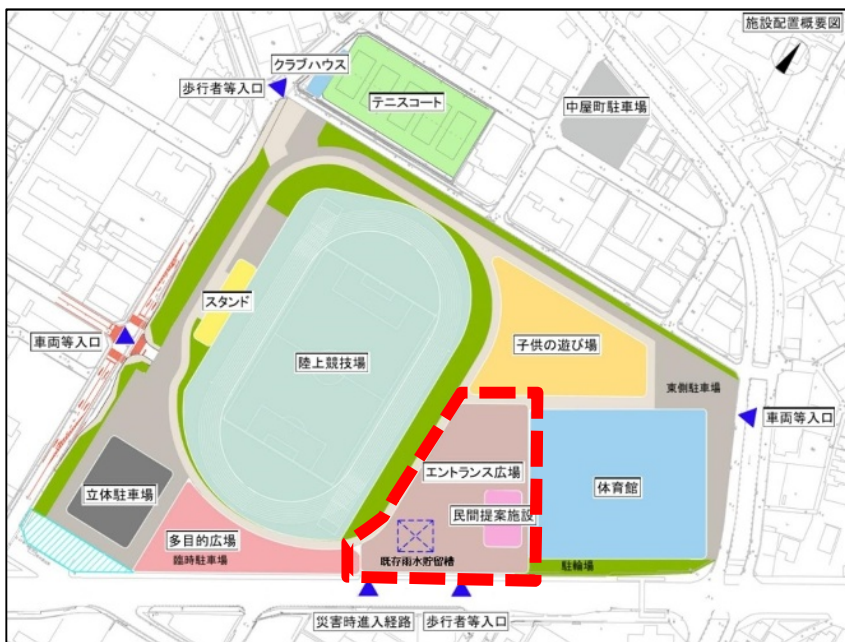 施設配置概要図
クラブハウス
歩行者等入口
テニスコート
中屋町駐車場
スタンド
車両等入口
陸上競技場
子供の遊び場
東側駐車場
車両等入口
エントランス広場
体育館
立体駐車場
民間提案施設
多目的広場
臨時駐車場
既存雨水貯留槽
駐輪場
災害時進入経路
歩行者等入口